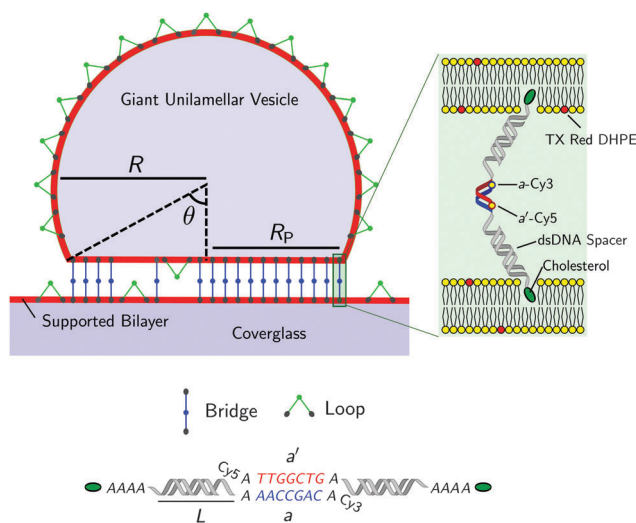 Giant Unilamellar Vesicle
R
θ
R_P
Supported Bilayer
Coverglass
TX Red DHPE
a-Cy3
a′-Cy5
dsDNA Spacer
Cholesterol
Bridge
Loop
a′
Cy5 A TTGGCTG A
AAAA AAAA
A AACCGAC A Cy3
L
a